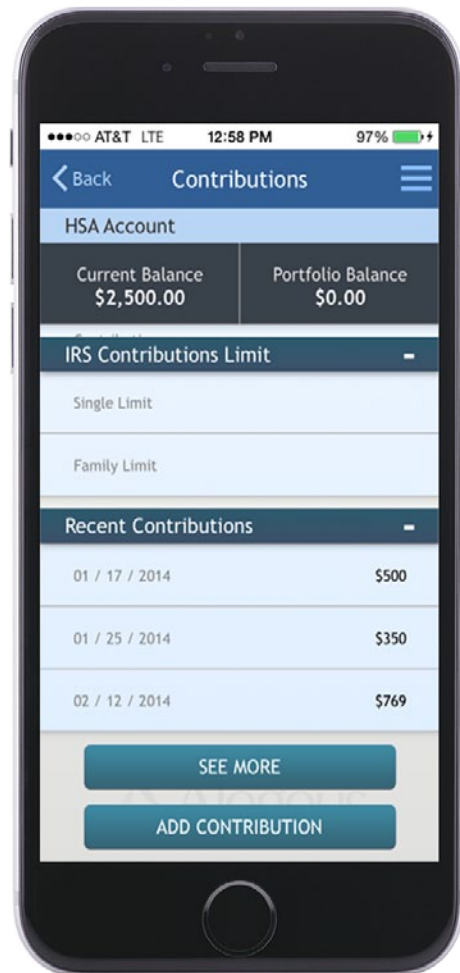 AT&T LTE 12:58 PM 97%
Back Contributions
HSA Account
Current Balance Portfolio Balance
$2,500.00 $0.00
IRS Contributions Limit -
Single Limit
Family Limit
Recent Contributions -
01 / 17 / 2014 $500
01 / 25 / 2014 $350
02 / 12 / 2014 $769
SEE MORE
ADD CONTRIBUTION